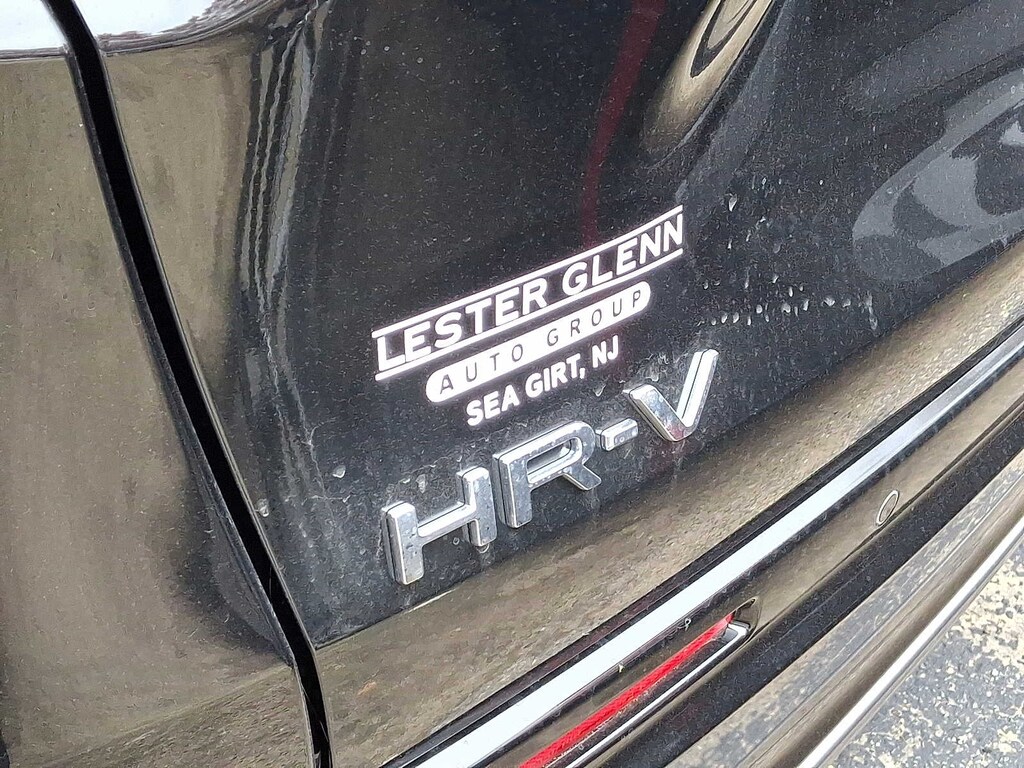 LESTER GLENN
AUTO GROUP
SEA GIRT, NJ
HR-V